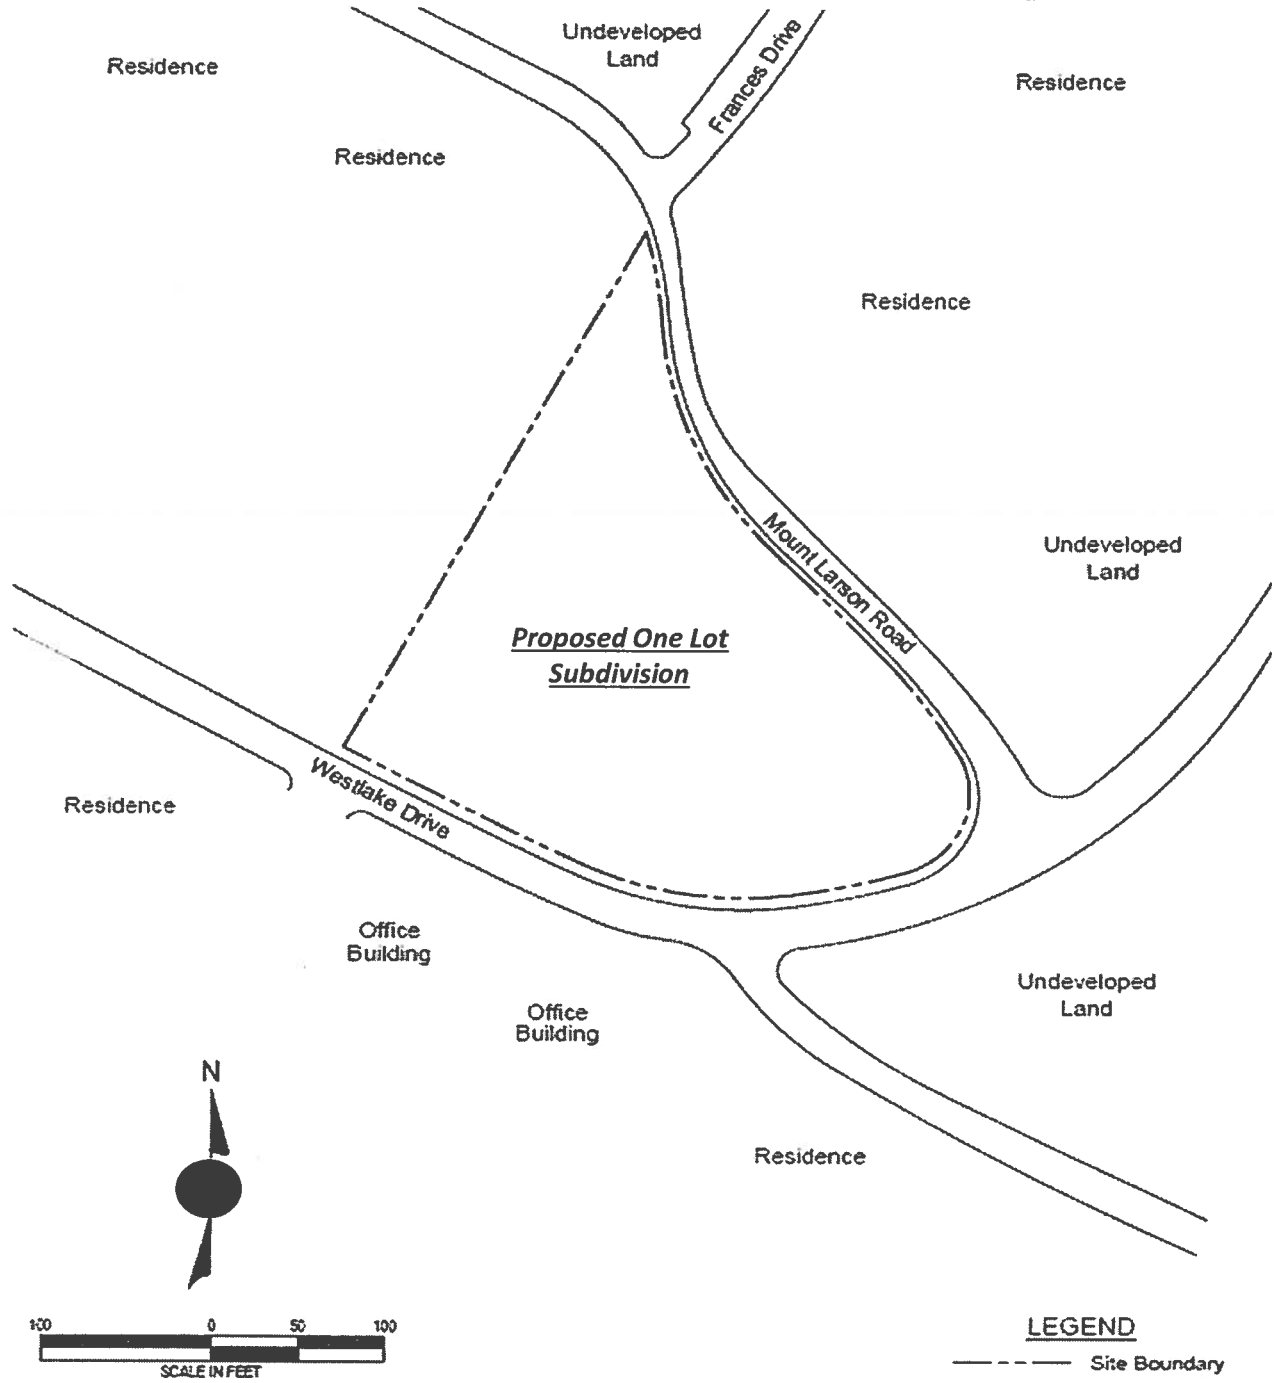 Undeveloped
Land
Frances Drive
Residence
Residence
Residence
Residence
Mount Larson Road
Undeveloped
Land
Proposed One Lot
Subdivision
Westlake Drive
Residence
Office
Building
Undeveloped
Land
Office
Building
N
Residence
100 0 50 100
SCALE IN FEET
LEGEND
Site Boundary